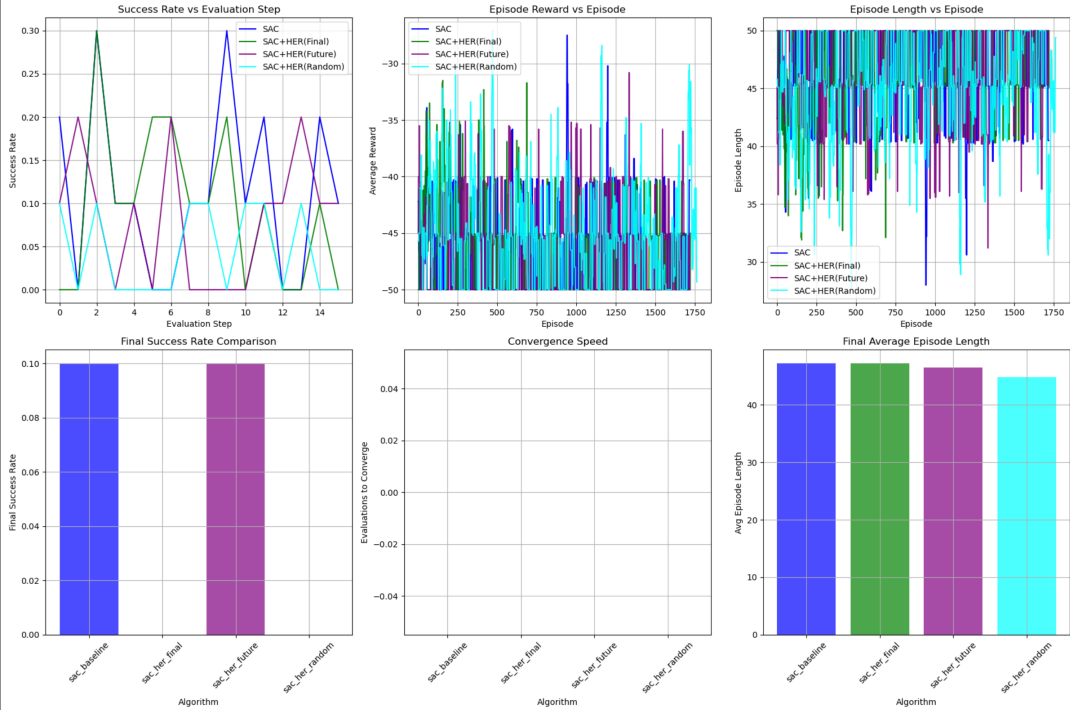 Success Rate vs Evaluation Step
0.30
0.25
0.20
0.15
0.10
0.05
0.00
Success Rate
0 2 4 6 8 10 12 14
Evaluation Step
SAC
SAC+HER(Final)
SAC+HER(Future)
SAC+HER(Random)
Episode Reward vs Episode
−30
−35
−40
−45
−50
Average Reward
0 250 500 750 1000 1250 1500 1750
Episode
SAC
SAC+HER(Final)
SAC+HER(Future)
SAC+HER(Random)
Episode Length vs Episode
50
45
40
35
30
Episode Length
0 250 500 750 1000 1250 1500 1750
Episode
SAC
SAC+HER(Final)
SAC+HER(Future)
SAC+HER(Random)
Final Success Rate Comparison
0.10
0.08
0.06
0.04
0.02
0.00
Final Success Rate
sac_baseline
sac_her_final
sac_her_future
sac_her_random
Algorithm
Convergence Speed
0.04
0.02
0.00
−0.02
−0.04
Evaluations to Converge
sac_baseline
sac_her_final
sac_her_future
sac_her_random
Algorithm
Final Average Episode Length
40
30
20
10
0
Avg Episode Length
sac_baseline
sac_her_final
sac_her_future
sac_her_random
Algorithm